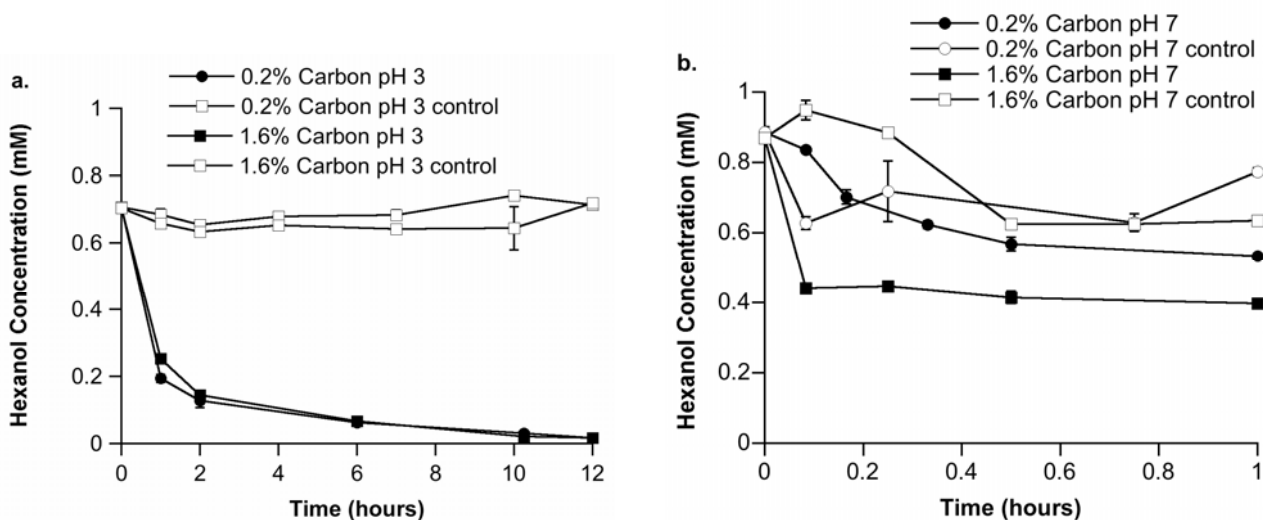 a.
0.2% Carbon pH 3
0.2% Carbon pH 3 control
1.6% Carbon pH 3
1.6% Carbon pH 3 control
Hexanol Concentration (mM)
1
0.8
0.6
0.4
0.2
0
0 2 4 6 8 10 12
Time (hours)
b.
0.2% Carbon pH 7
0.2% Carbon pH 7 control
1.6% Carbon pH 7
1.6% Carbon pH 7 control
Hexanol Concentration (mM)
1
0.8
0.6
0.4
0.2
0
0 0.2 0.4 0.6 0.8 1
Time (hours)